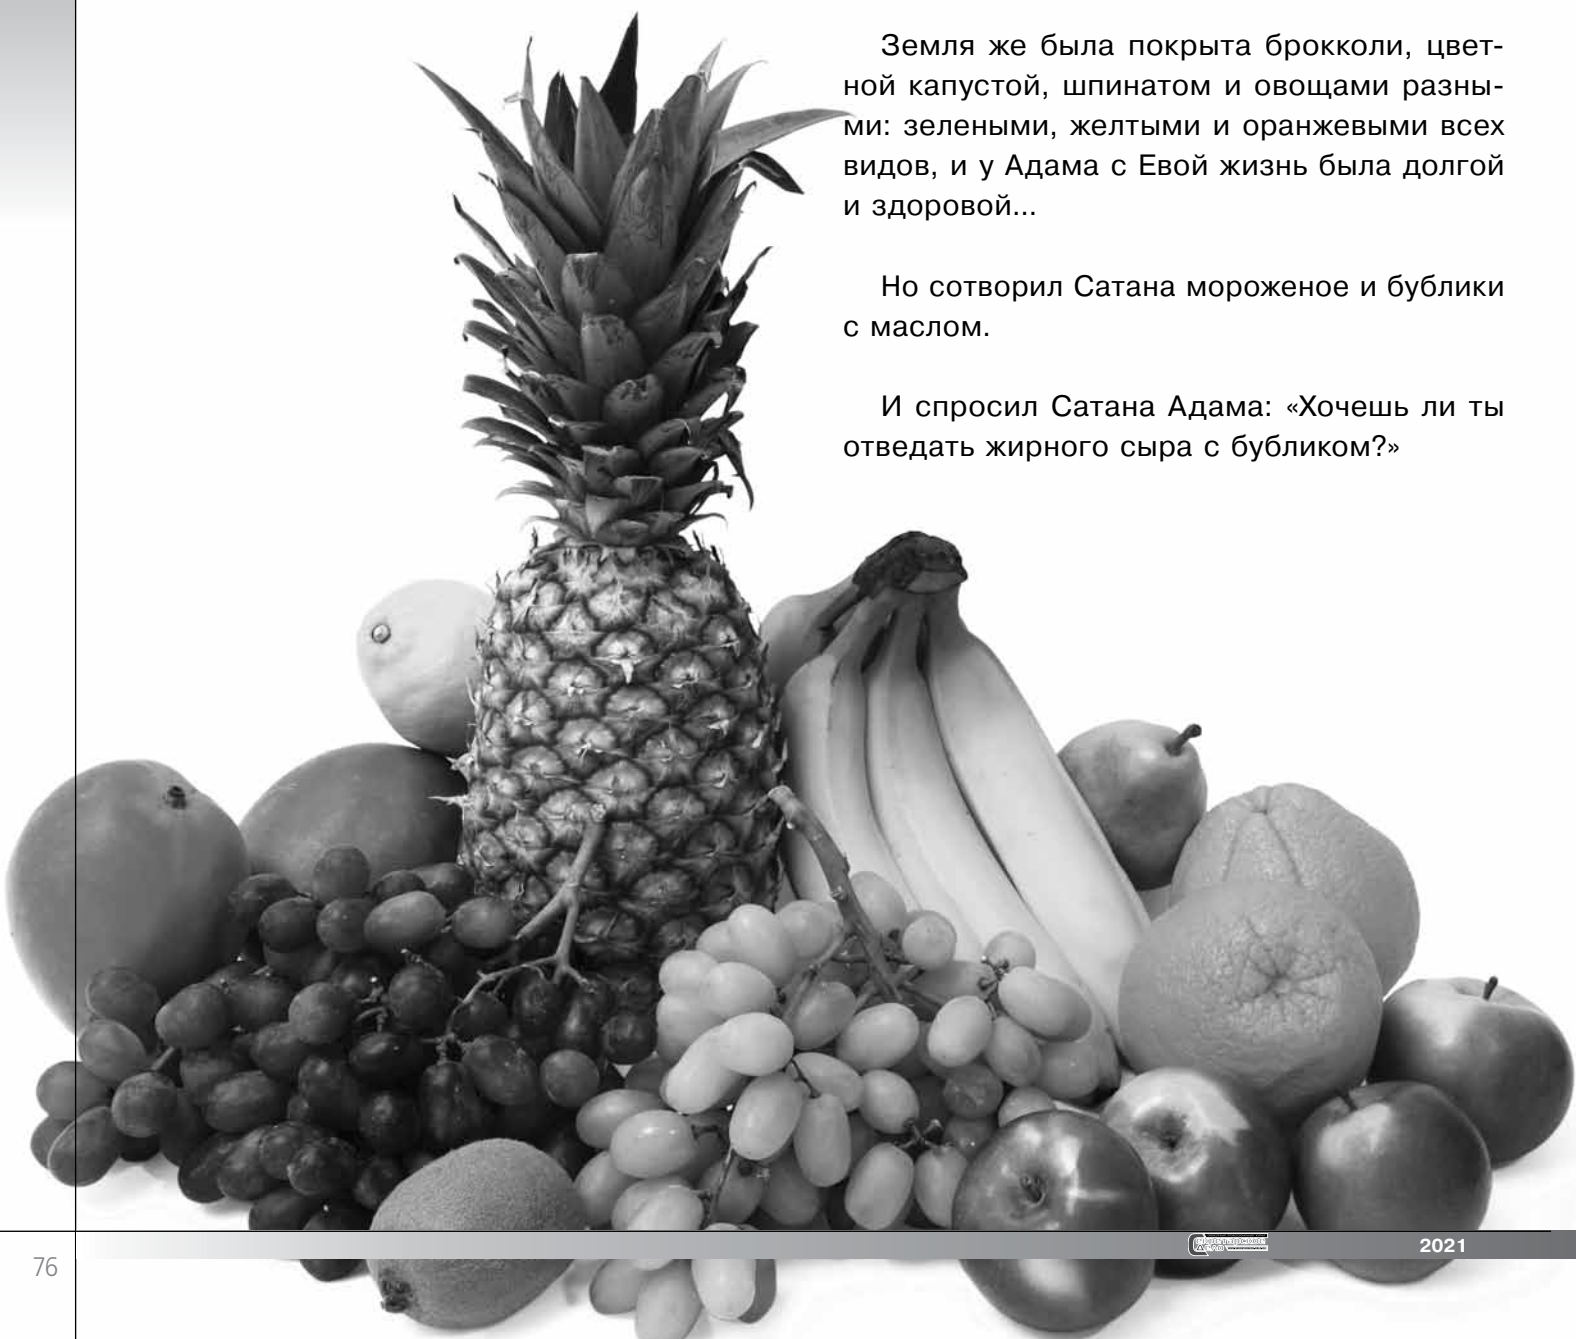 Земля же была покрыта брокколи, цвет-
ной капустой, шпинатом и овощами разны-
ми: зелеными, желтыми и оранжевыми всех
видов, и у Адама с Евой жизнь была долгой
и здоровой...
Но сотворил Сатана мороженое и бублики
с маслом.
И спросил Сатана Адама: «Хочешь ли ты
отведать жирного сыра с бубликом?»
2021
76